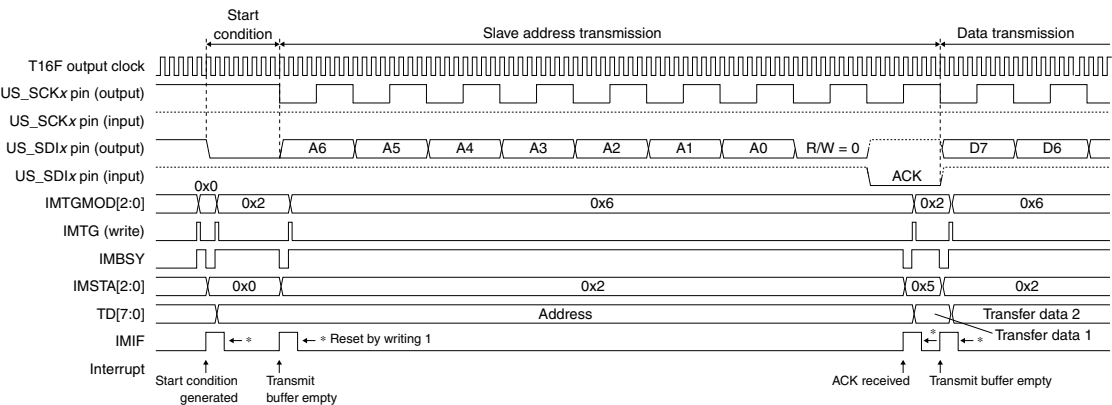 Start
condition
Slave address transmission
Data transmission
T16F output clock
US_SCKx pin (output)
US_SCKx pin (input)
US_SDIx pin (output) A6 A5 A4 A3 A2 A1 A0 R/W = 0 D7 D6
US_SDIx pin (input) ACK
0x0
IMTGMOD[2:0] 0x2 0x6 0x2 0x6
IMTG (write)
IMBSY
IMSTA[2:0] 0x0 0x2 0x5 0x2
TD[7:0] Address Transfer data 2
Transfer data 1
IMIF * * Reset by writing 1 * *
Interrupt
Start condition
generated
Transmit
buffer empty
ACK received
Transmit buffer empty